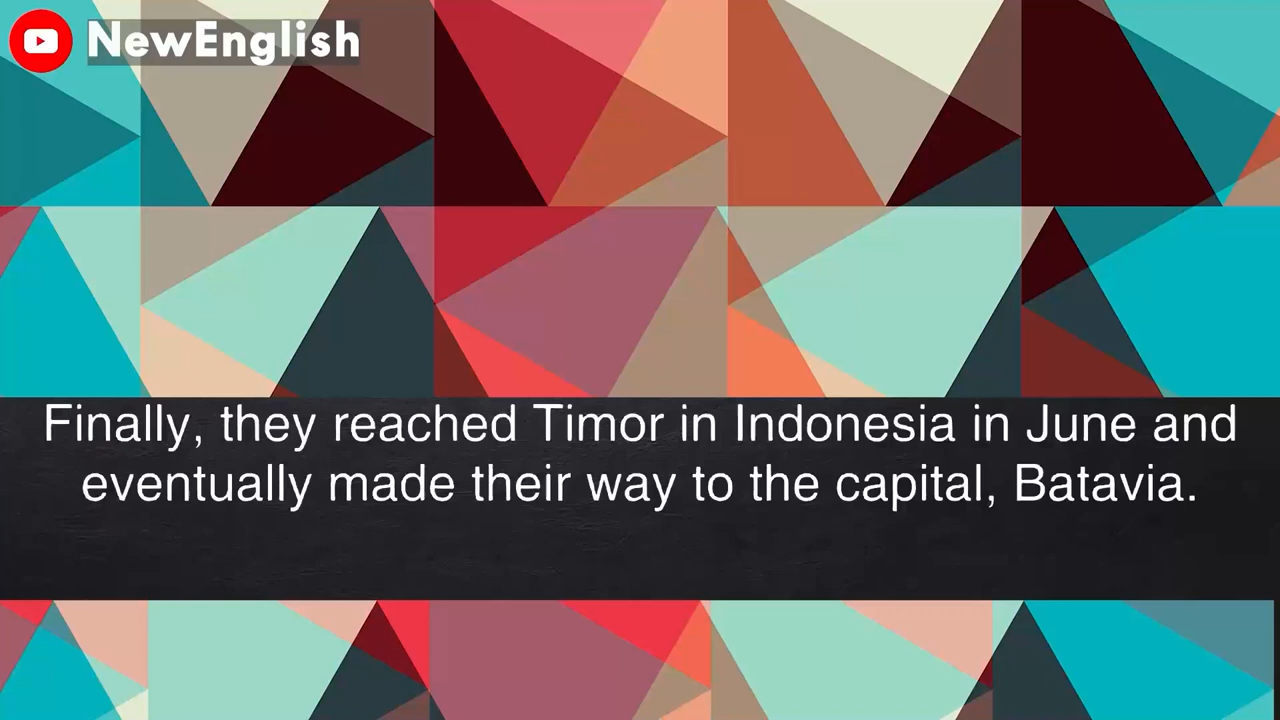 NewEnglish
Finally, they reached Timor in Indonesia in June and
eventually made their way to the capital, Batavia.